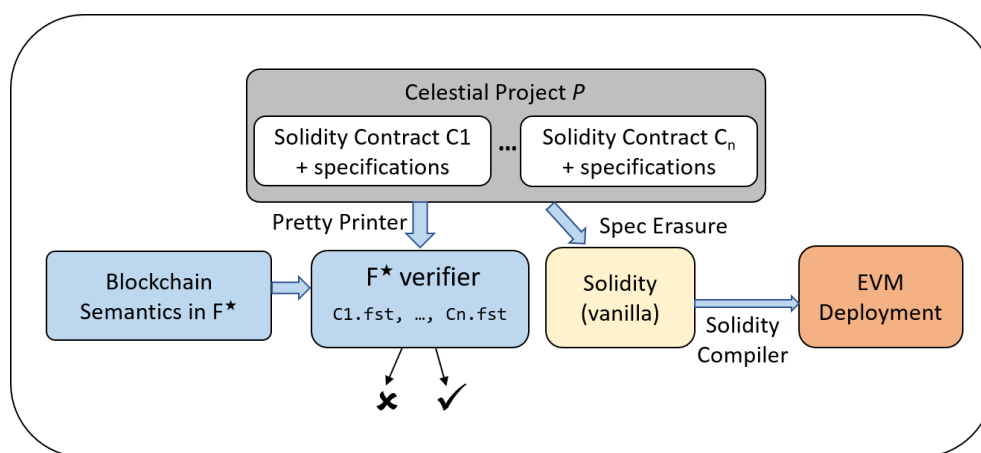 Celestial Project P
Solidity Contract C1
+ specifications
...
Solidity Contract Cn
+ specifications
Pretty Printer
Spec Erasure
Blockchain
Semantics in F★
F★ verifier
C1.fst, …, Cn.fst
Solidity
(vanilla)
Solidity
Compiler
EVM
Deployment
✘ ✓